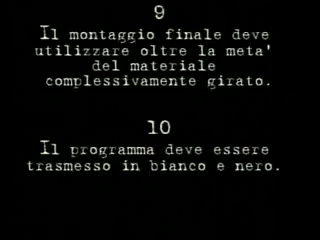 9
Il montaggio finale deve
utilizzare oltre la meta'
del materiale
complessivamente girato.
10
Il programma deve essere
trasmesso in bianco e nero.